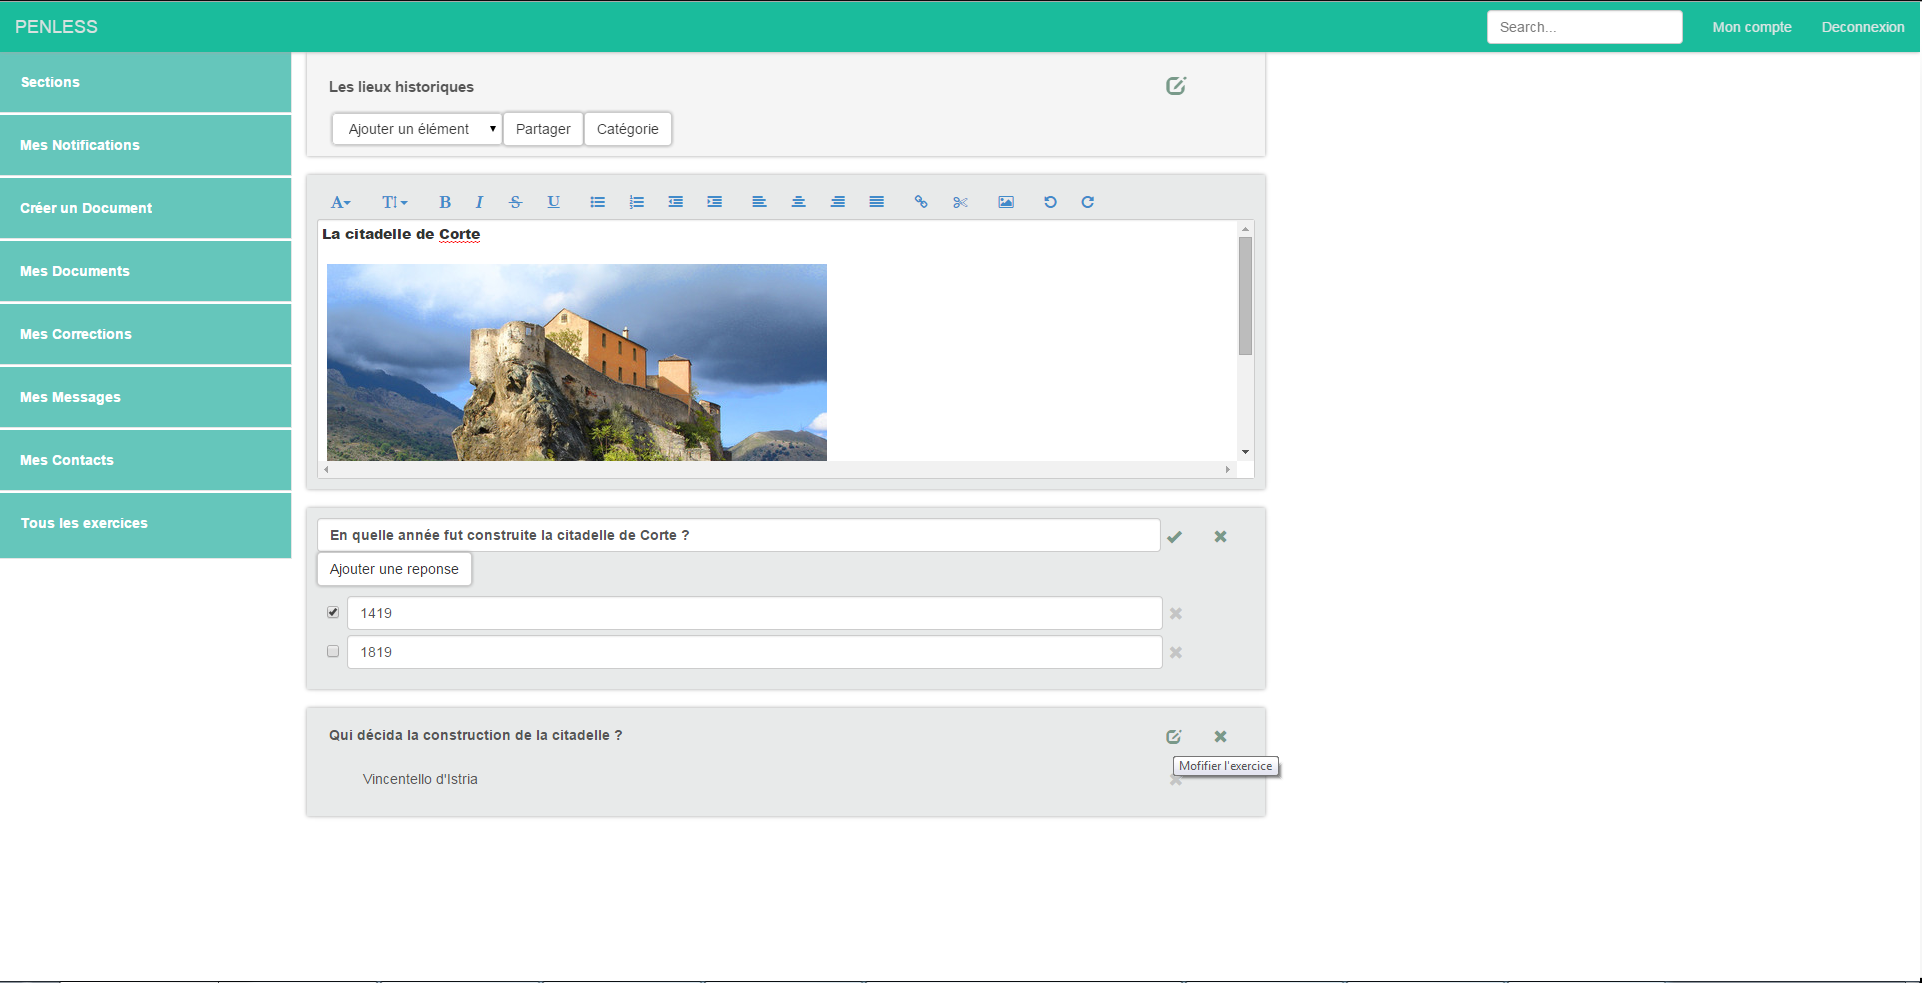 PENLESS
Search...
Mon compte
Deconnexion
Sections
Mes Notifications
Créer un Document
Mes Documents
Mes Corrections
Mes Messages
Mes Contacts
Tous les exercices
Les lieux historiques
Ajouter un élément
Partager
Catégorie
La citadelle de Corte
En quelle année fut construite la citadelle de Corte ?
Ajouter une reponse
1419
1819
Qui décida la construction de la citadelle ?
Mofifier l'exercice
Vincentello d'Istria